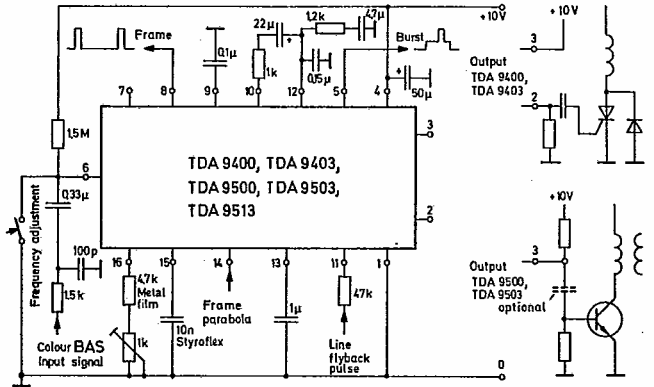 +10V
Frame
0,1µ
22µ
+
1k
1,2k
4,7µ
0,15µ
Burst
+
50µ
7
8
9
10
12
5
4
1,5M
6
0,33µ
Frequency adjustment
100p
1.5k
Colour BAS
input signal
TDA 9400, TDA 9403,
TDA 9500, TDA 9503,
TDA 9513
3
2
16
15
14
13
11
1
4,7k
Metal
film
1k
10n
Styroflex
Frame
parabola
1µ
47k
Line
flyback
pulse
0
+10V
3
Output
TDA 9400,
TDA 9403
2
+10V
3
Output
TDA 9500,
TDA 9503
optional